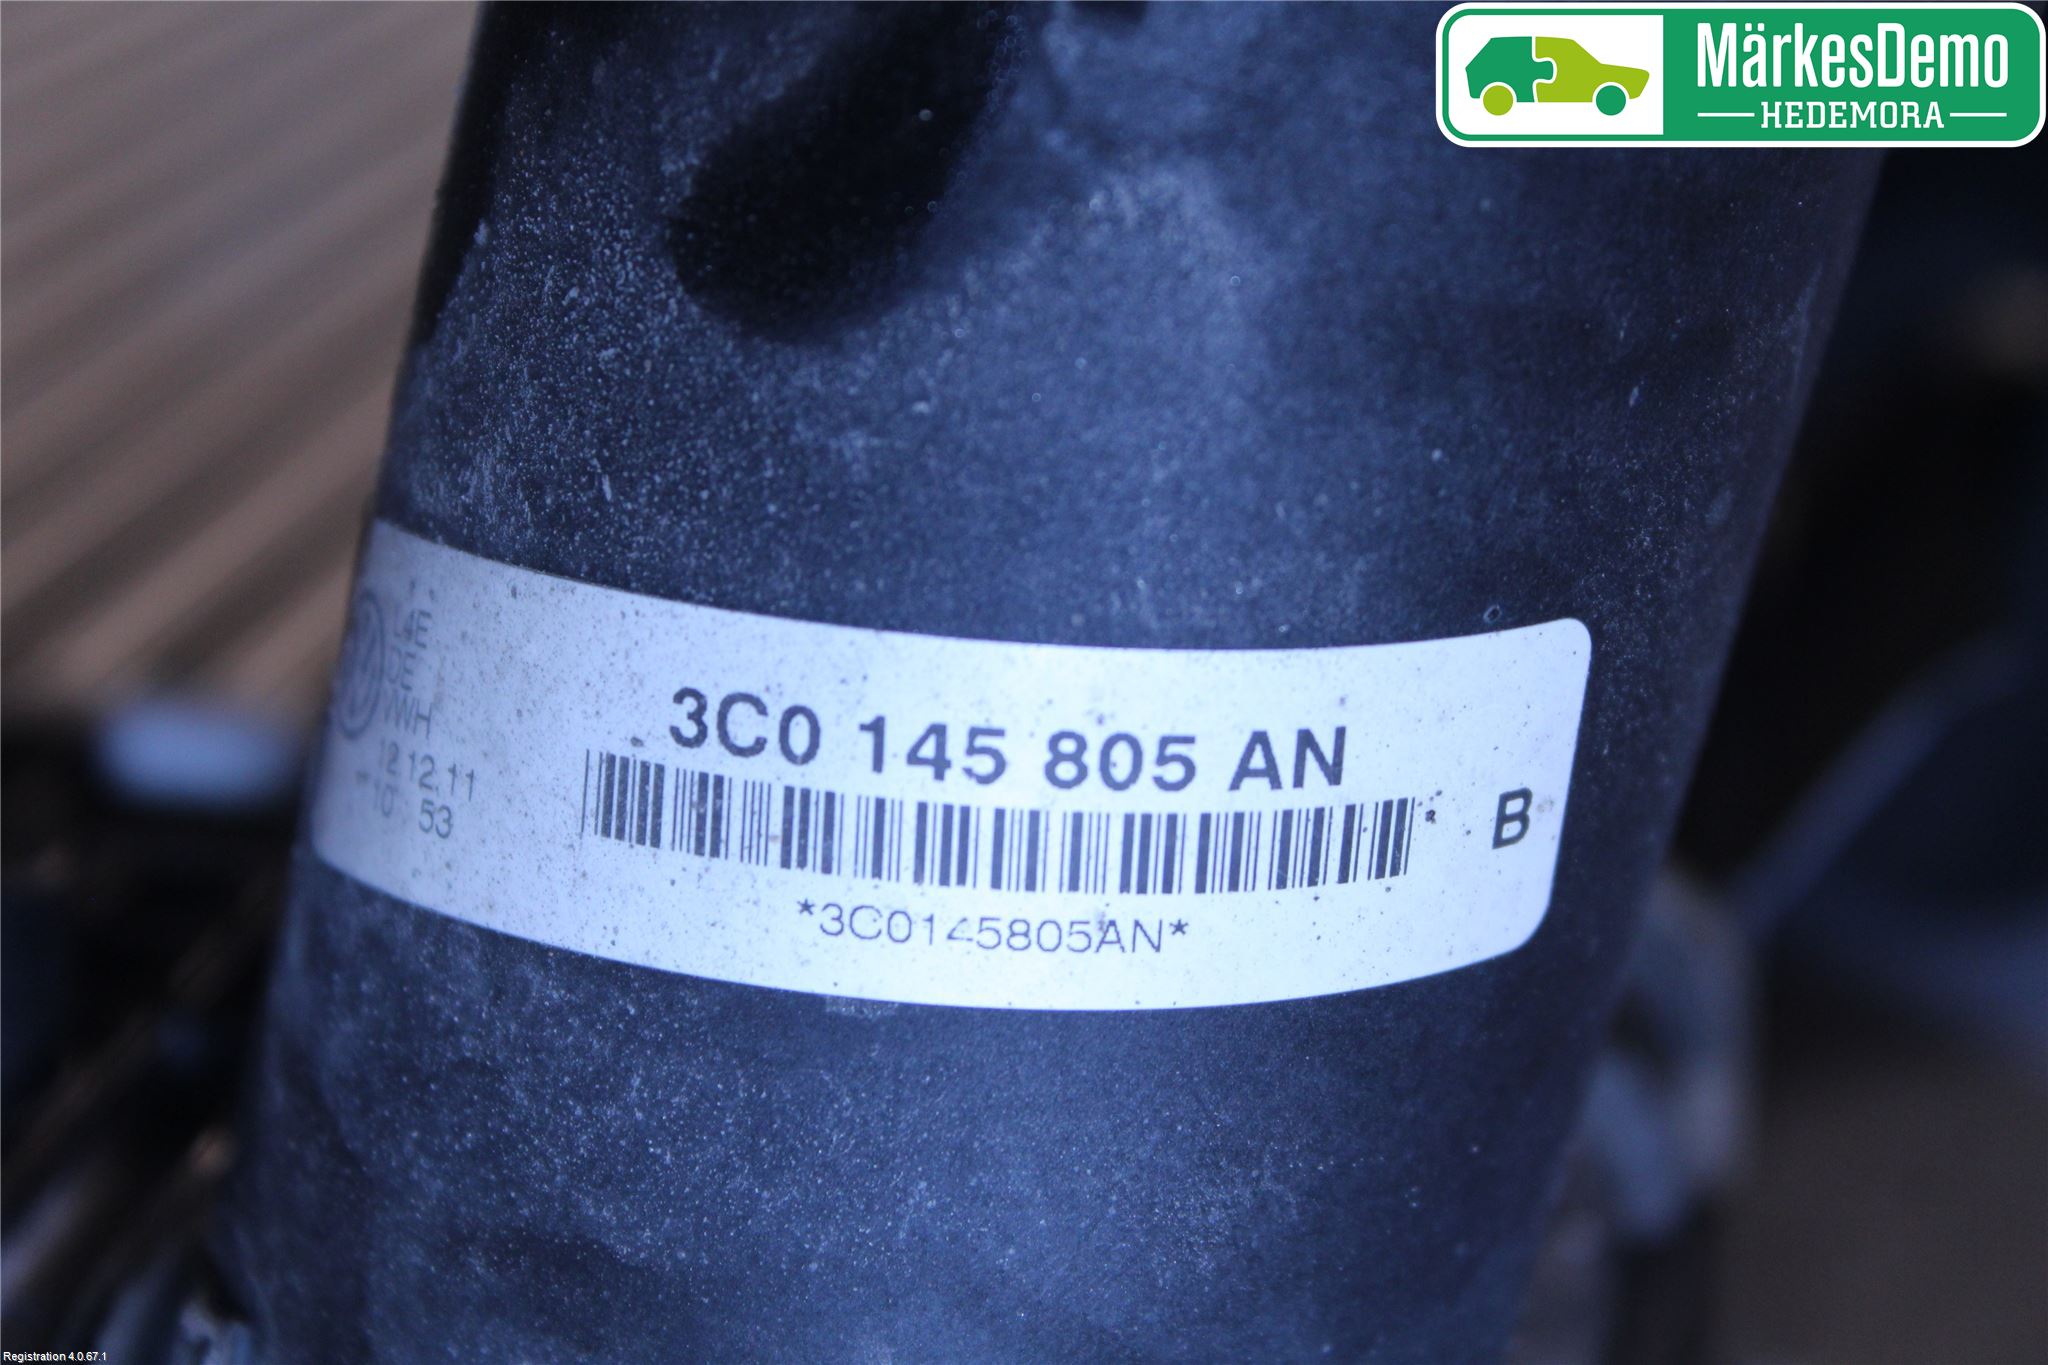 MärkesDemo
HEDEMORA
L4E
DE
VWH
12.12.11
10 53
3C0 145 805 AN
B
*3C0145805AN*
Registration 4.0.67.1